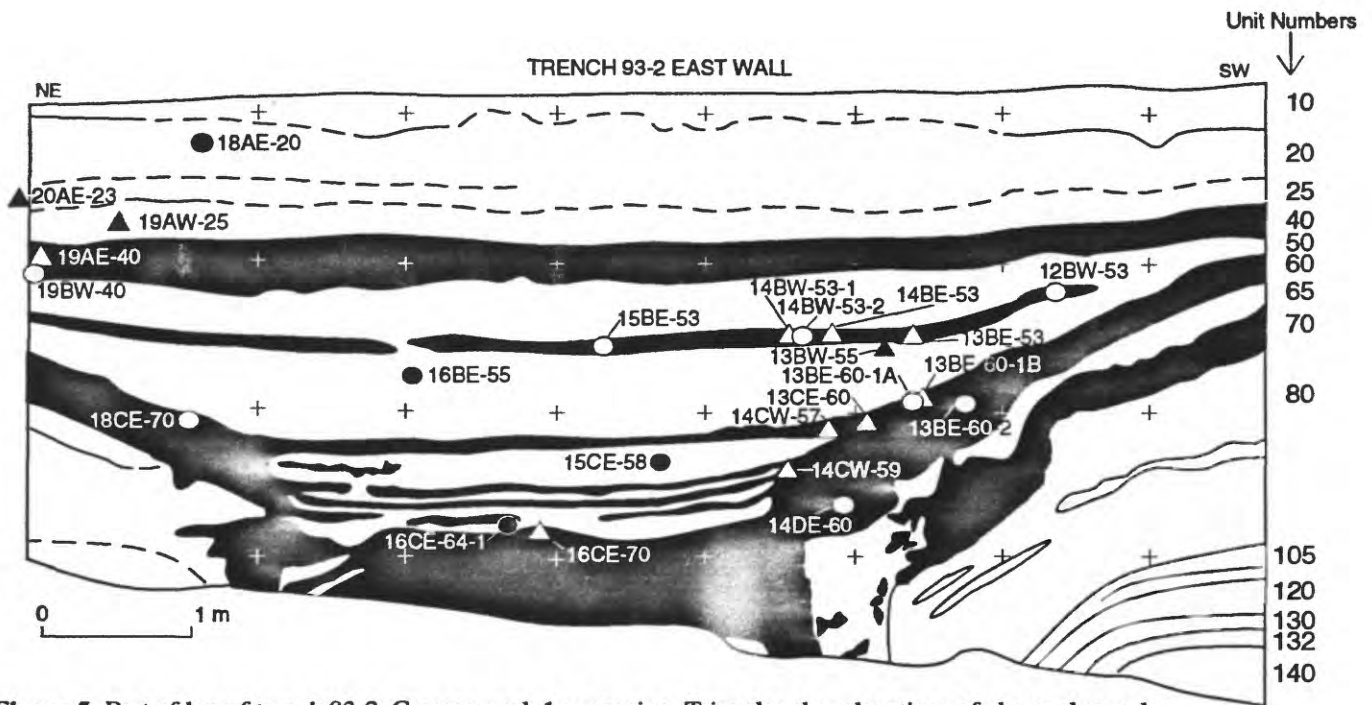 Unit Numbers
TRENCH 93-2 EAST WALL
NE
SW
10
18AE-20
20
20AE-23
25
19AW-25
40
50
19AE-40
60
19BW-40
65
14BW-53-1
14BW-53-2
14BE-53
12BW-53
15BE-53
70
13BE-53
13BW-55
16BE-55
13BE-60-1A
13BE-60-1B
80
13CE-60
18CE-70
14CW-57
13BE-60-2
15CE-58
14CW-59
14DE-60
16CE-64-1
16CE-70
105
120
0
1 m
130
132
140